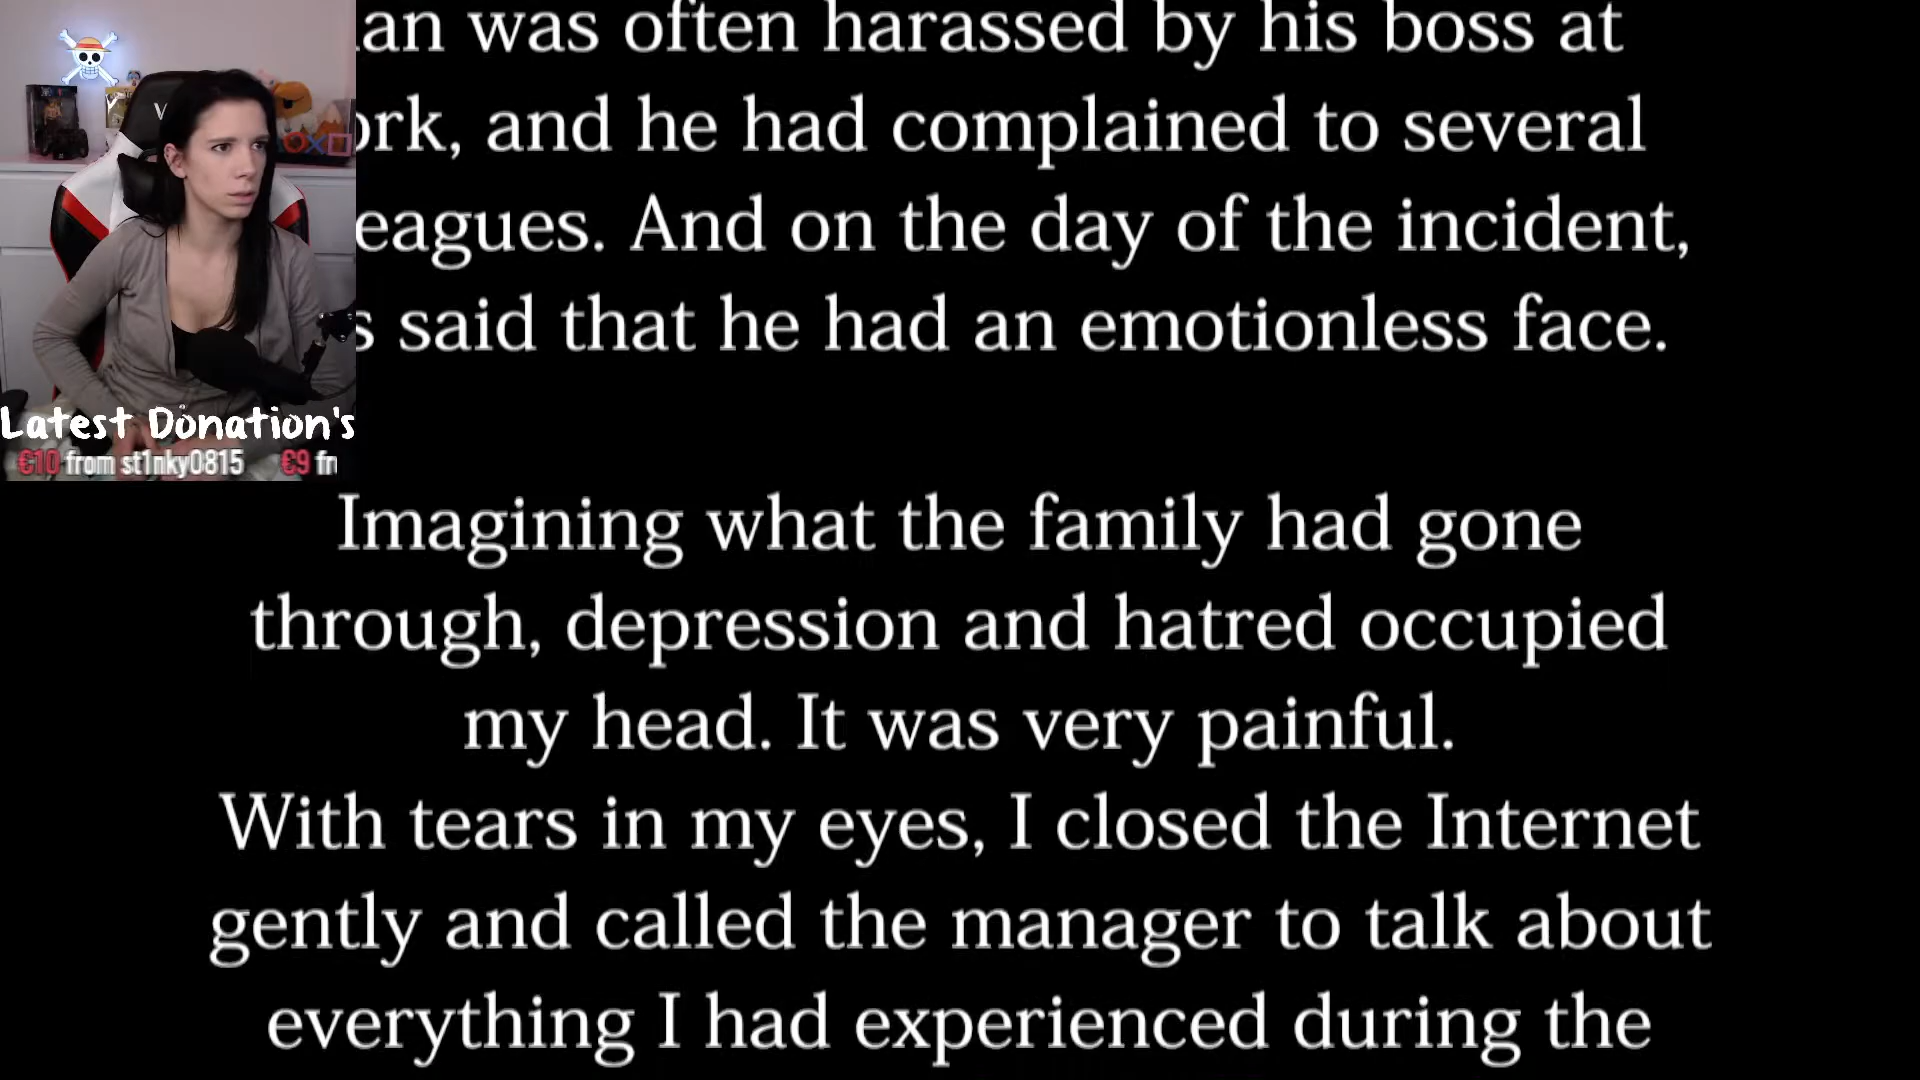 was often harassed by his boss at
and he had complained to several
And on the day of the incident,
said that he had an emotionless face.
Latest Donation's
€10 from st1nky0815 €9
Imagining what the family had gone
through, depression and hatred occupied
my head. It was very painful.
With tears in my eyes, I closed the Internet
gently and called the manager to talk about
everything I had experienced during the